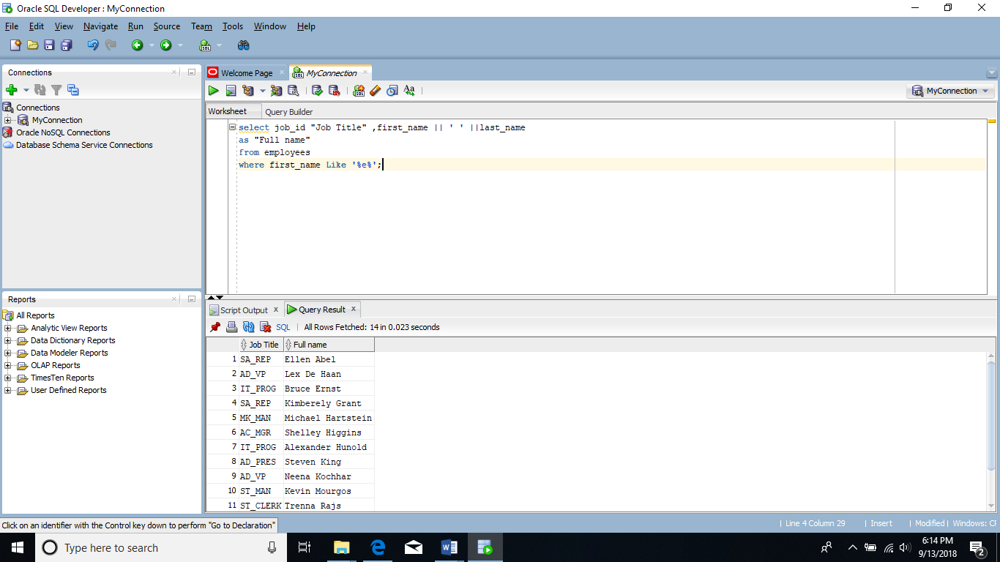 Oracle SQL Developer : MyConnection
File Edit View Navigate Run Source Team Tools Window Help
Connections
Connections
MyConnection
Oracle NoSQL Connections
Database Schema Service Connections
Reports
All Reports
Analytic View Reports
Data Dictionary Reports
Data Modeler Reports
OLAP Reports
TimesTen Reports
User Defined Reports
Welcome Page
MyConnection
MyConnection
Worksheet Query Builder
select job_id "Job Title" ,first_name || ' ' ||last_name
as "Full name"
from employees
where first_name Like '%e%';
Script Output x Query Result x
SQL | All Rows Fetched: 14 in 0.023 seconds
Job Title Full name
1 SA_REP Ellen Abel
2 AD_VP Lex De Haan
3 IT_PROG Bruce Ernst
4 SA_REP Kimberely Grant
5 MK_MAN Michael Hartstein
6 AC_MGR Shelley Higgins
7 IT_PROG Alexander Hunold
8 AD_PRES Steven King
9 AD_VP Neena Kochhar
10 ST_MAN Kevin Mourgos
11 ST_CLERK Trenna Rajs
Click on an identifier with the Control key down to perform "Go to Declaration"
| Line 4 Column 29 | Insert | Modified | Windows: CF
Type here to search
6:14 PM
9/13/2018
2